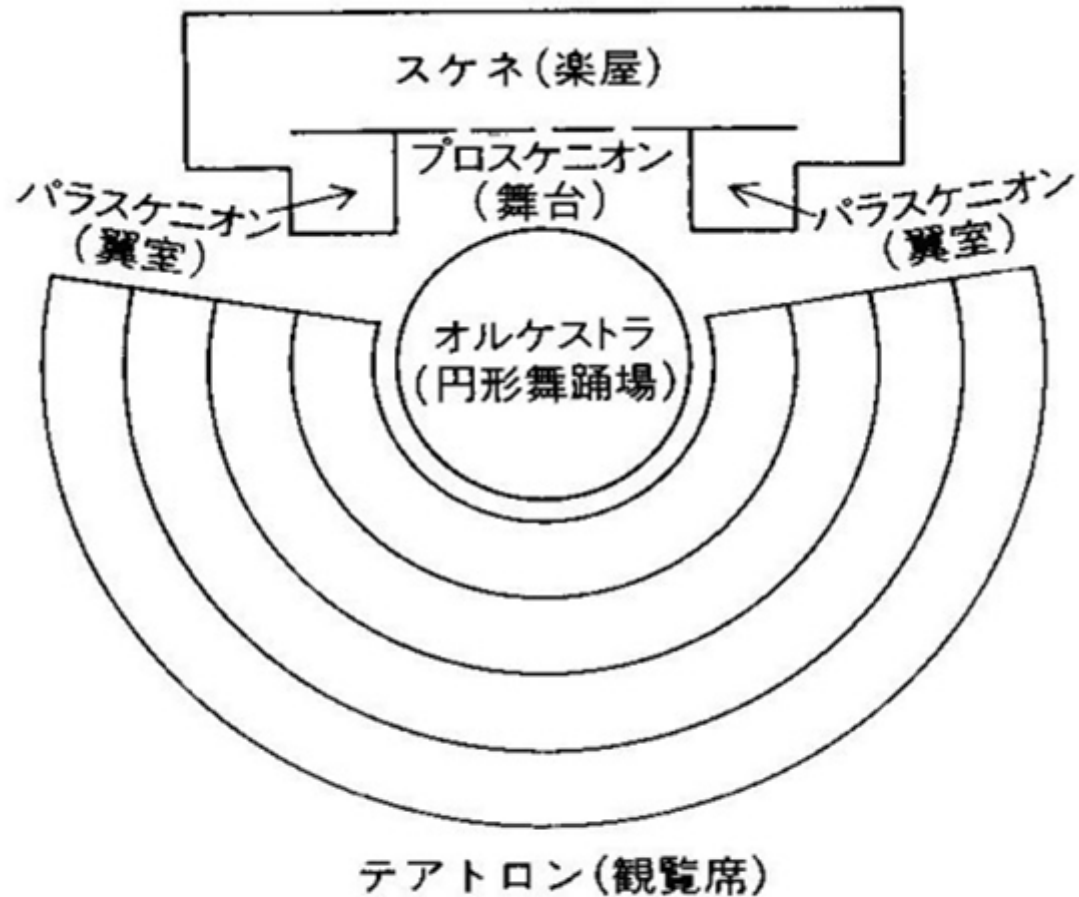 スケネ(楽屋)
プロスケニオン
(舞台)
パラスケニオン
(翼室)
パラスケニオン
(翼室)
オルケストラ
(円形舞踊場)
テアトロン(観覧席)